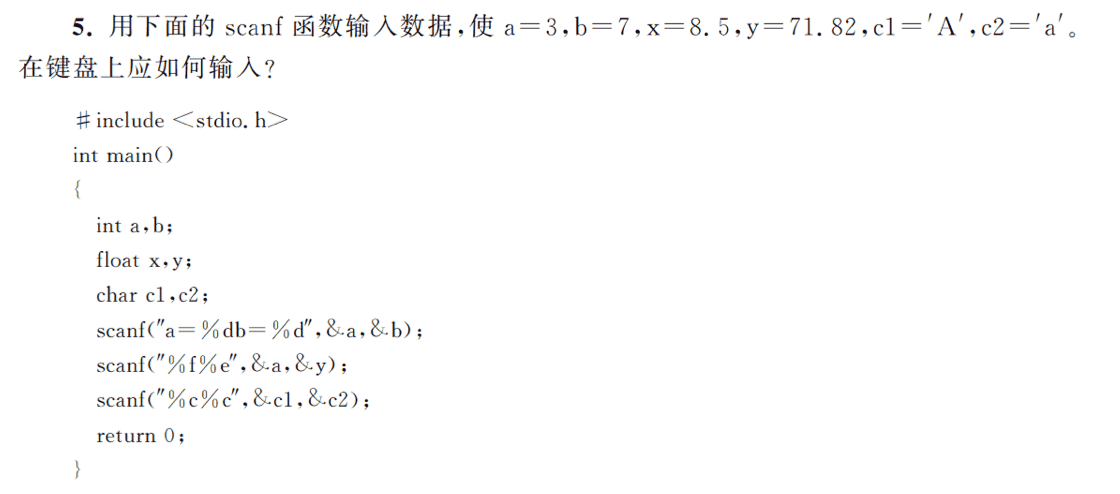 5. 用下面的 scanf 函数输入数据,使 a=3,b=7,x=8.5,y=71.82,c1='A',c2='a'。
在键盘上应如何输入?
#include <stdio.h>
int main()
{
int a,b;
float x,y;
char c1,c2;
scanf("a=%db=%d",&a,&b);
scanf("%f%e",&a,&y);
scanf("%c%c",&c1,&c2);
return 0;
}